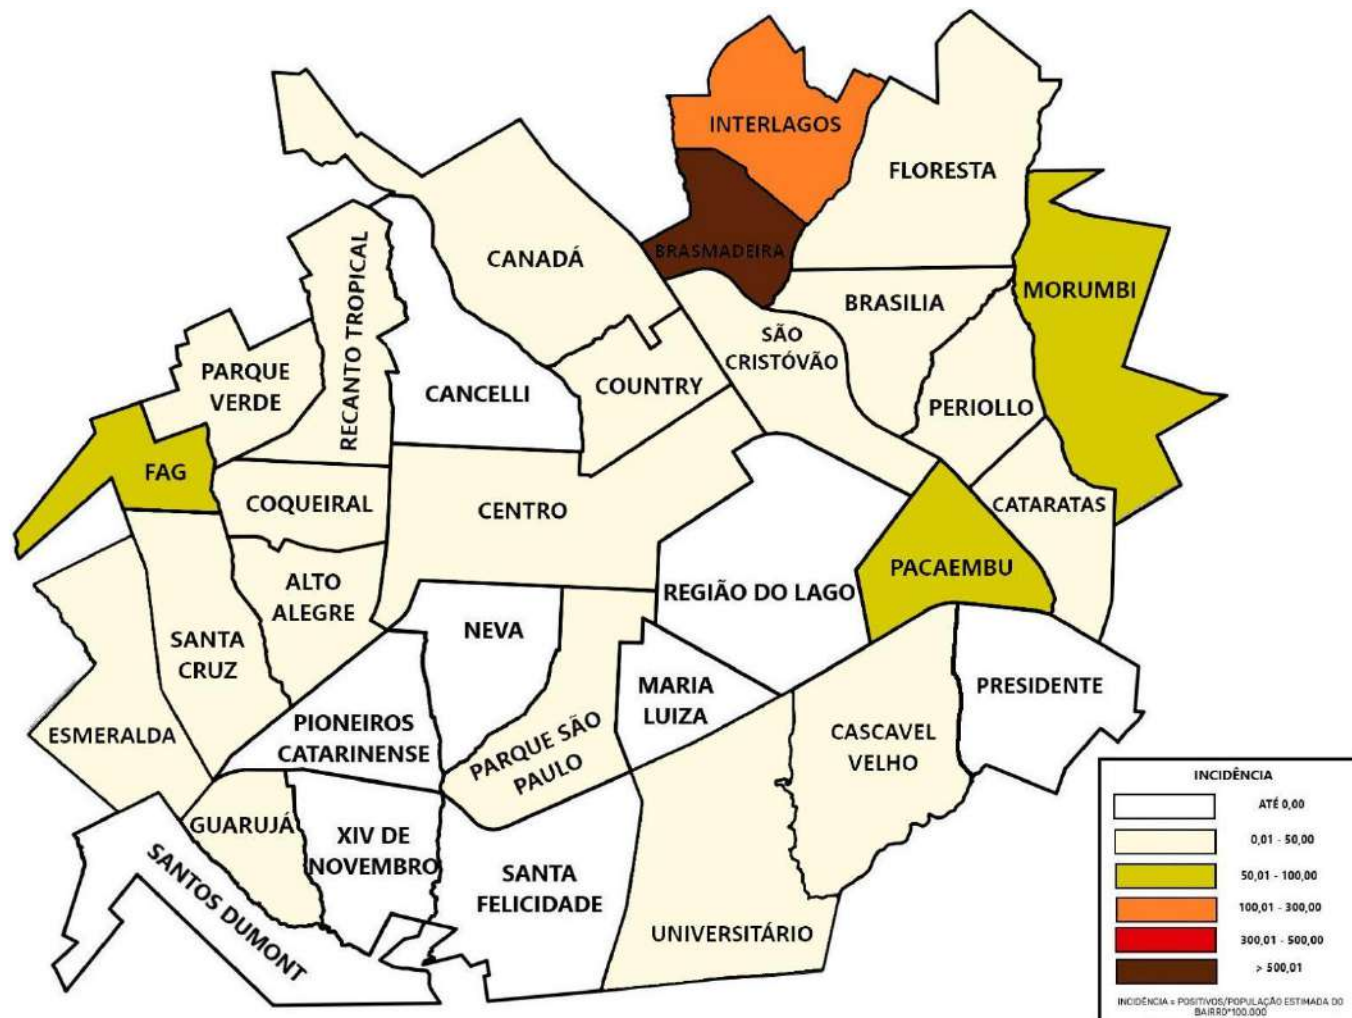 INTERLAGOS
FLORESTA
BRASMADEIRA
CANADÁ
MORUMBI
BRASILIA
RECANTO TROPICAL
SÃO
CRISTÓVÃO
PARQUE
VERDE
CANCELLI
COUNTRY
PERIOLLO
FAG
COQUEIRAL
CENTRO
CATARATAS
ALTO
ALEGRE
REGIÃO DO LAGO
PACAEMBU
SANTA
CRUZ
NEVA
MARIA
LUIZA
PRESIDENTE
ESMERALDA
PIONEIROS
CATARINENSE
PARQUE SÃO
PAULO
CASCAVEL
VELHO
GUARUJÁ
XIV DE
NOVEMBRO
SANTA
FELICIDADE
SANTOS DUMONT
UNIVERSITÁRIO
INCIDÊNCIA
ATÉ 0,00
0,01 - 50,00
50,01 - 100,00
100,01 - 300,00
300,01 - 500,00
> 500,01
INCIDÊNCIA = POSITIVOS/POPULAÇÃO ESTIMADA DO
BAIRRO*100.000